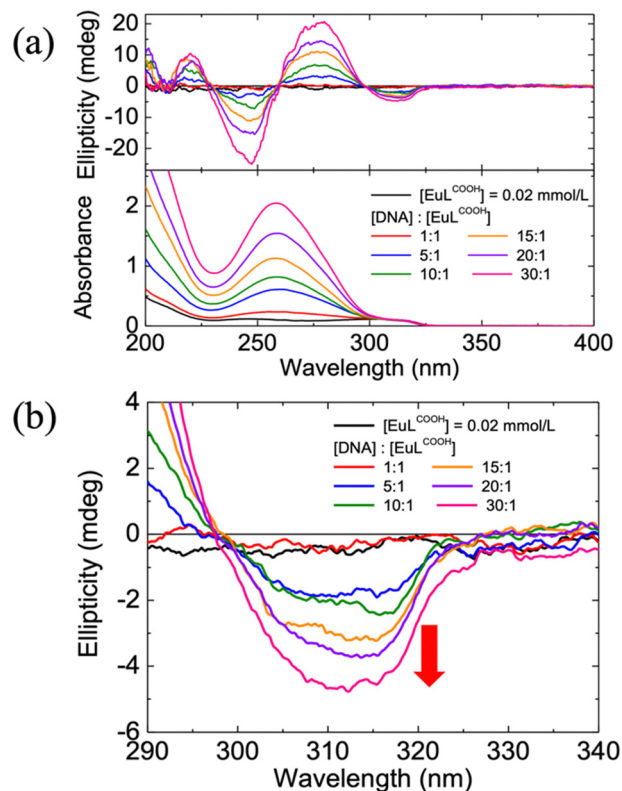 (a)
Ellipticity (mdeg)
20
10
0
-10
-20
Absorbance
2
1
0
[EuL^COOH] = 0.02 mmol/L
[DNA] : [EuL^COOH]
1:1 15:1
5:1 20:1
10:1 30:1
200 250 300 350 400
Wavelength (nm)
(b)
Ellipticity (mdeg)
4
2
0
-2
-4
-6
[EuL^COOH] = 0.02 mmol/L
[DNA] : [EuL^COOH]
1:1 15:1
5:1 20:1
10:1 30:1
290 300 310 320 330 340
Wavelength (nm)